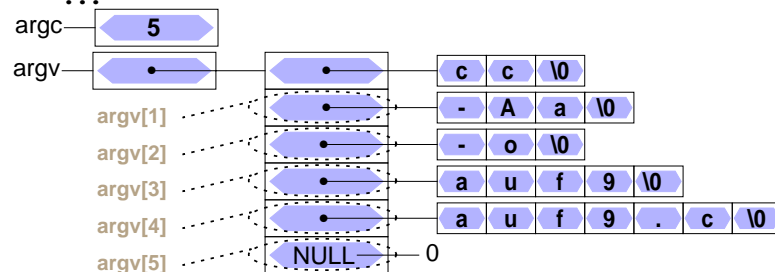 ...
argc 5
argv c c \0
argv[1] - A a \0
argv[2] - o \0
argv[3] a u f 9 \0
argv[4] a u f 9 . c \0
argv[5] NULL 0